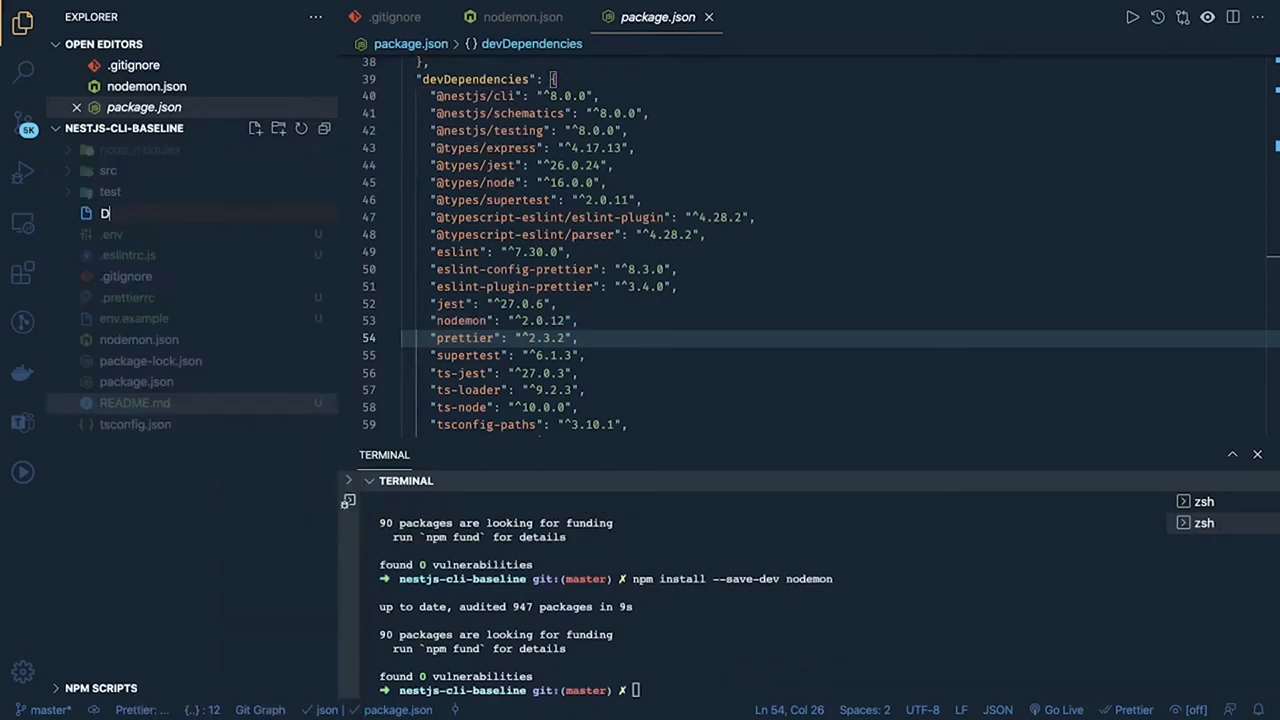 EXPLORER
OPEN EDITORS
.gitignore
nodemon.json
package.json
5K
NESTJS-CLI-BASELINE
node_modules
src
test
D
.env U
.eslintrc.js U
.gitignore
.prettierrc U
env.example U
nodemon.json
package-lock.json
package.json
README.md U
{ } tsconfig.json
NPM SCRIPTS
.gitignore nodemon.json package.json
package.json > { } devDependencies
38 },
39 "devDependencies": {
40 "@nestjs/cli": "^8.0.0",
41 "@nestjs/schematics": "^8.0.0",
42 "@nestjs/testing": "^8.0.0",
43 "@types/express": "^4.17.13",
44 "@types/jest": "^26.0.24",
45 "@types/node": "^16.0.0",
46 "@types/supertest": "^2.0.11",
47 "@typescript-eslint/eslint-plugin": "^4.28.2",
48 "@typescript-eslint/parser": "^4.28.2",
49 "eslint": "^7.30.0",
50 "eslint-config-prettier": "^8.3.0",
51 "eslint-plugin-prettier": "^3.4.0",
52 "jest": "^27.0.6",
53 "nodemon": "^2.0.12",
54 "prettier": "^2.3.2",
55 "supertest": "^6.1.3",
56 "ts-jest": "^27.0.3",
57 "ts-loader": "^9.2.3",
58 "ts-node": "^10.0.0",
59 "tsconfig-paths": "^3.10.1",
TERMINAL
TERMINAL
zsh
zsh
90 packages are looking for funding
run `npm fund` for details
found 0 vulnerabilities
➜ nestjs-cli-baseline git:(master) ✗ npm install --save-dev nodemon
up to date, audited 947 packages in 9s
90 packages are looking for funding
run `npm fund` for details
found 0 vulnerabilities
➜ nestjs-cli-baseline git:(master) ✗
master* Prettier: ... {..} : 12 Git Graph ✓ json | ✓ package.json Ln 54, Col 26 Spaces: 2 UTF-8 LF JSON Go Live ✓ Prettier [off]